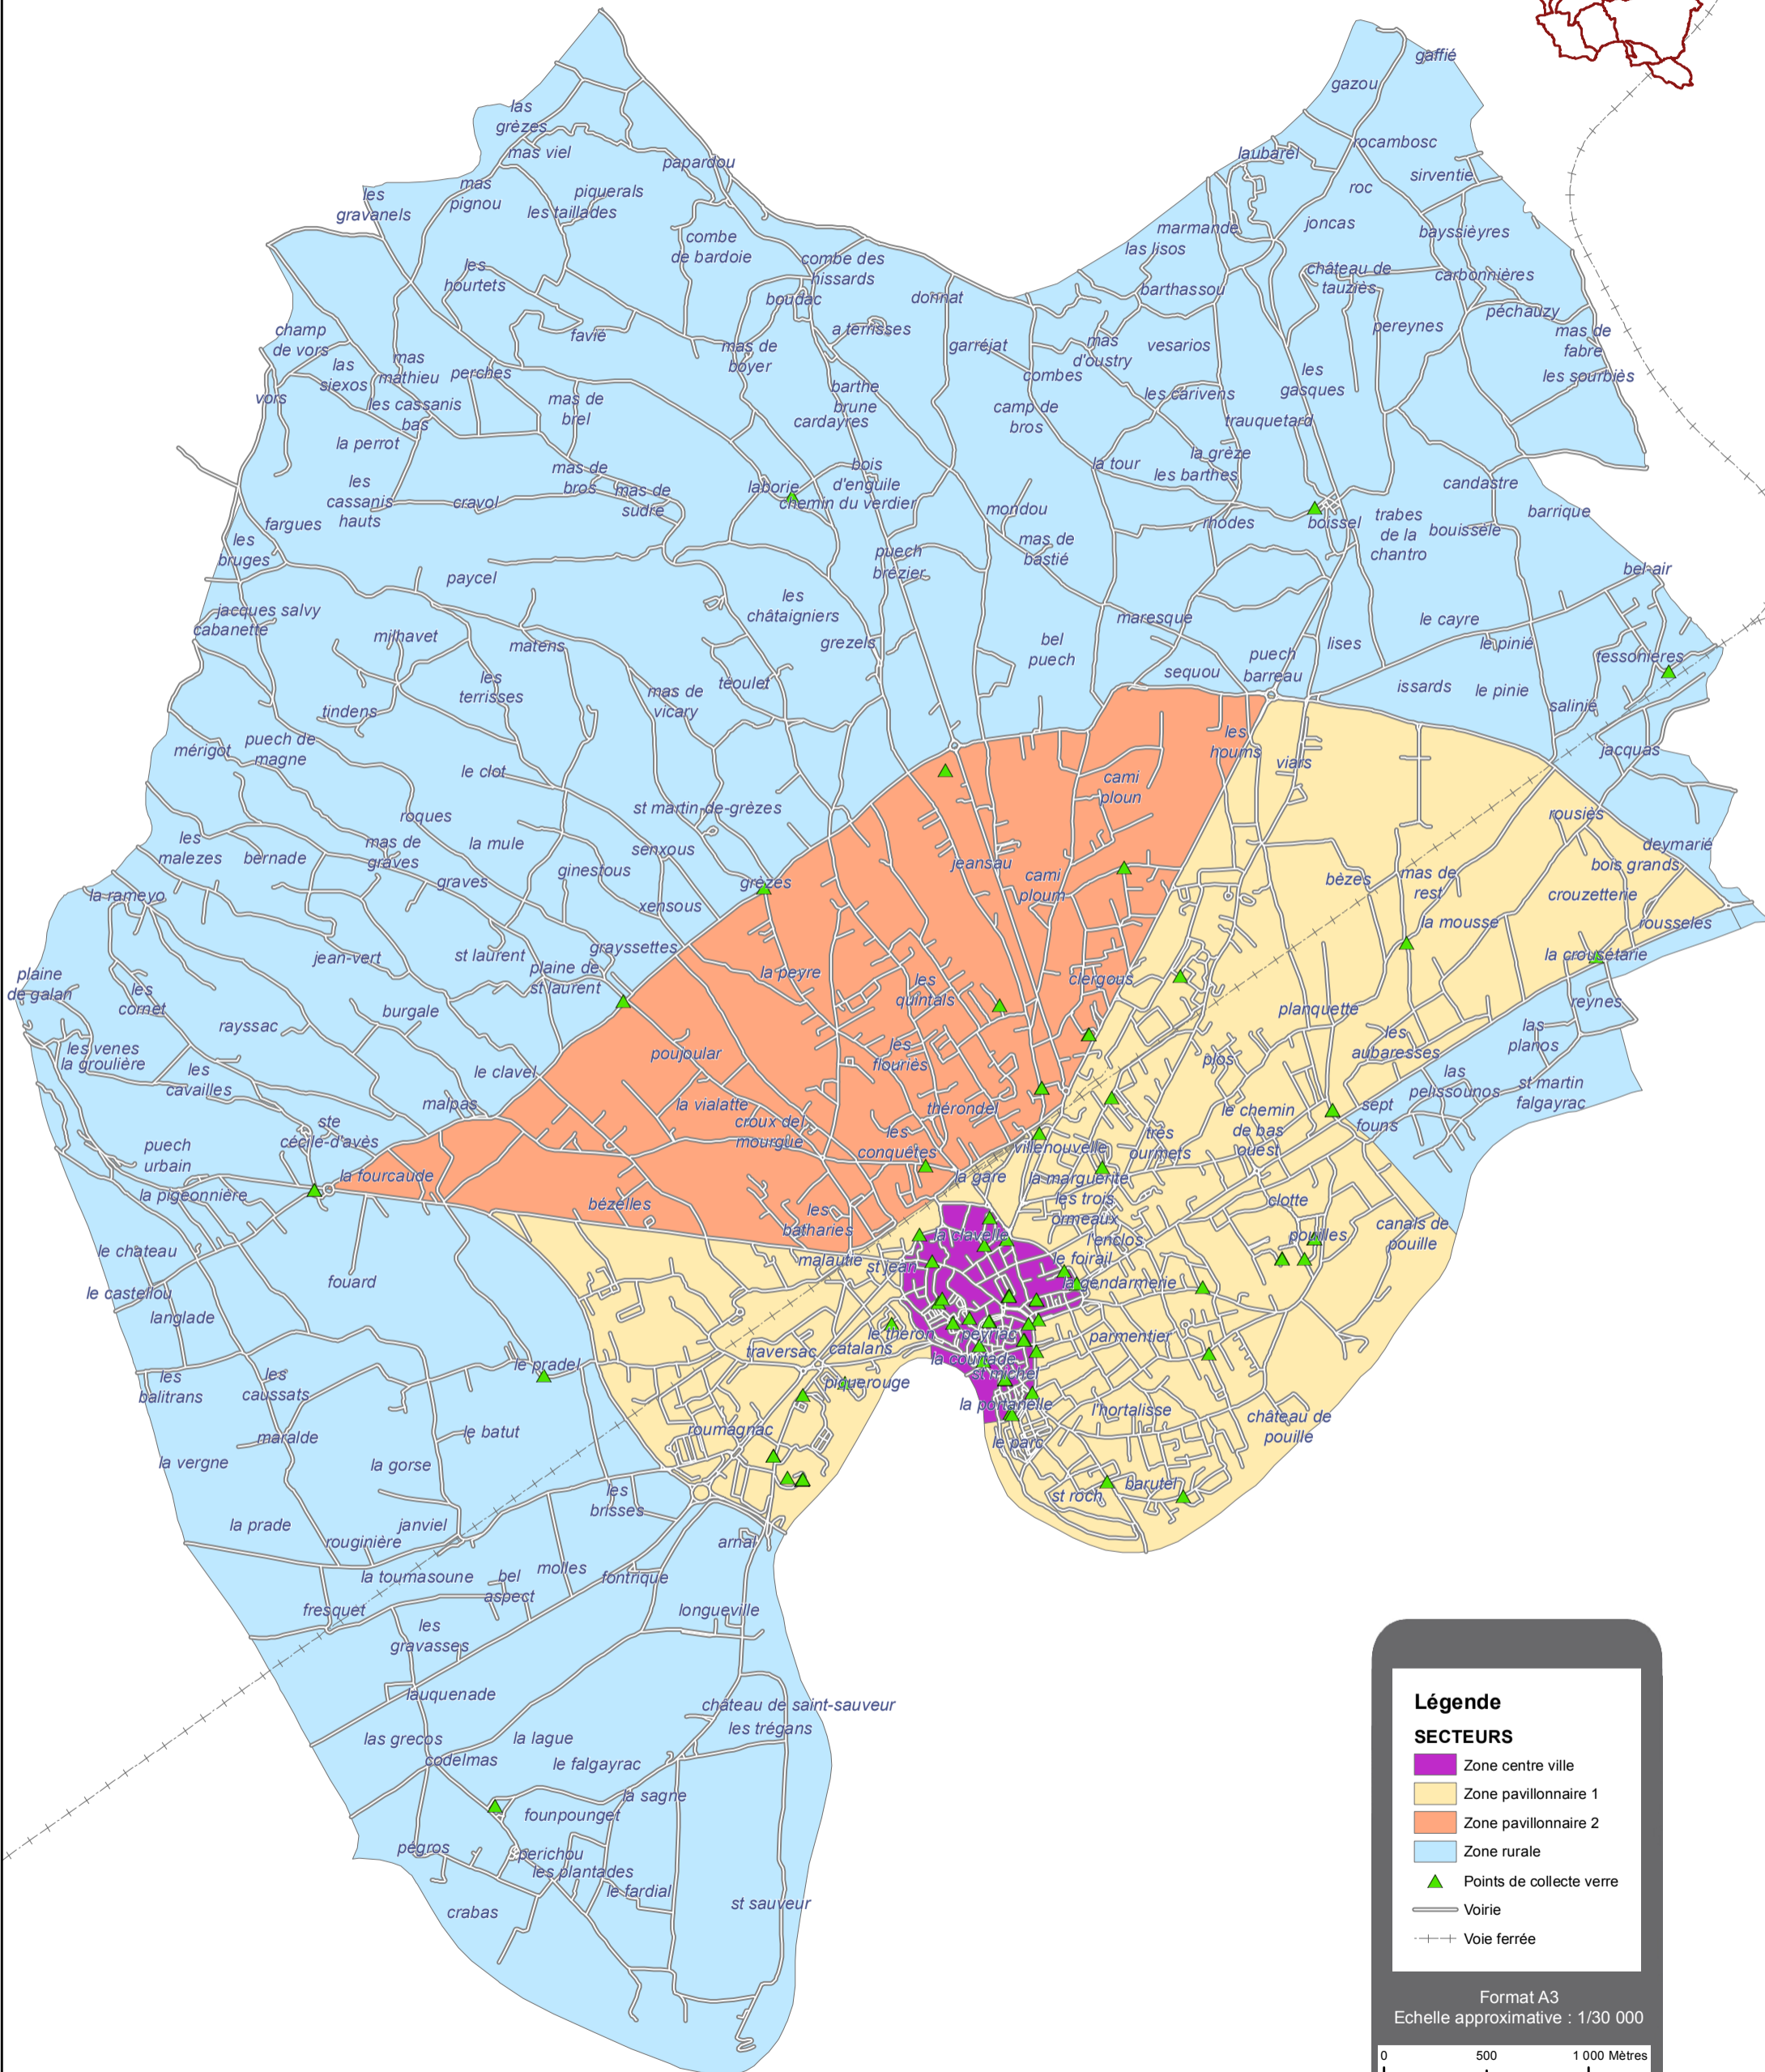 gaffié
gazou
las
grèzes
rocambosc
mas viel
laubarel
papardou
sirventie
mas
pignou
piquerals
roc
les
gravanels
les taillades
joncas
marmande
bayssièyres
combe
de bardoie
las lisos
combe des
hissards
les
hourtets
château de
tauziès
carbonnières
barthassou
boudac
donnat
péchauzy
champ
de vors
a terrisses
pereynes
mas de
fabre
favié
mas de
boyer
garréjat
mas
d'oustry
vesarios
las
siexos
mas
mathieu
perches
combes
les
gasques
les sourbiès
vors
les cassanis
bas
mas de
brel
barthe
brune
les carivens
camp de
bros
cardayres
trauquetard
la perrot
la grèze
la tour
les barthes
les
cassanis
hauts
mas de
bros
bois
d'enguile
laborie
mas de
sudre
candastre
cravol
chemin du verdier
mondou
barrique
fargues
rhodes
boissel
trabes
de la
chantro
bouissèle
les
bruges
mas de
bastié
puech
brézier
bel-air
paycel
les
châtaigniers
jacques salvy
cabanette
maresque
le cayre
milhavet
matens
grezels
bel
puech
lises
le pinié
puech
barreau
tessonieres
sequou
les
terrisses
teoulet
mas de
vicary
issards
le pinie
tindens
salinié
mérigot
puech de
magne
les
houms
jacquas
viars
le clot
cami
ploun
st martin-de-grèzes
roques
rousiès
les
malezes
bernade
mas de
graves
la mule
senxous
deymarié
jeansau
bois grands
ginestous
graves
grèzes
cami
ploum
bèzes
mas de
rest
la rameyo
crouzetterie
xensous
la mousse
rousseles
jean-vert
st laurent
grayssettes
la crousétarie
plaine
de galan
plaine de
st laurent
la peyre
les
quintals
clergous
les
cornet
reynes
burgale
planquette
rayssac
les venes
la groulière
poujoular
les
flouriès
plos
les
aubaresses
las
planos
les
cavailles
le clavel
las
pelissounos
st martin
falgayrac
malpas
la vialatte
thérondel
le chemin
de bas
ouest
sept
founs
ste
cécile-d'avès
croux del
mourgue
les
conquêtes
villenouvelle
très
ourmets
puech
urbain
la fourcaude
la gare
la marguerite
la pigeonnière
bézelles
les trois
ormeaux
clotte
les
batharies
canals de
pouille
la clavelle
l'enclos
pouilles
le chateau
malautie
st jean
le foirail
la gendarmerie
fouard
le castellou
langlade
le théron
peyriac
parmentier
traversac
catalans
la courtade
le pradel
st michel
les
balitrans
les
caussats
piquerouge
la portanelle
l'hortalisse
château de
pouille
roumagnac
maralde
le batut
le parc
la vergne
la gorse
les
brisses
st roch
barutel
la prade
janviel
rouginière
arnal
la toumasoune
bel
aspect
molles
fontrique
fresquet
longueville
les
gravasses
lauquenade
château de saint-sauveur
les trégans
las grecos
la lague
codelmas
le falgayrac
la sagne
founpounget
pégros
perichou
les plantades
le fardial
st sauveur
crabas
Légende
SECTEURS
Zone centre ville
Zone pavillonnaire 1
Zone pavillonnaire 2
Zone rurale
Points de collecte verre
Voirie
Voie ferrée
Format A3
Echelle approximative : 1/30 000
0 500 1 000 Mètres